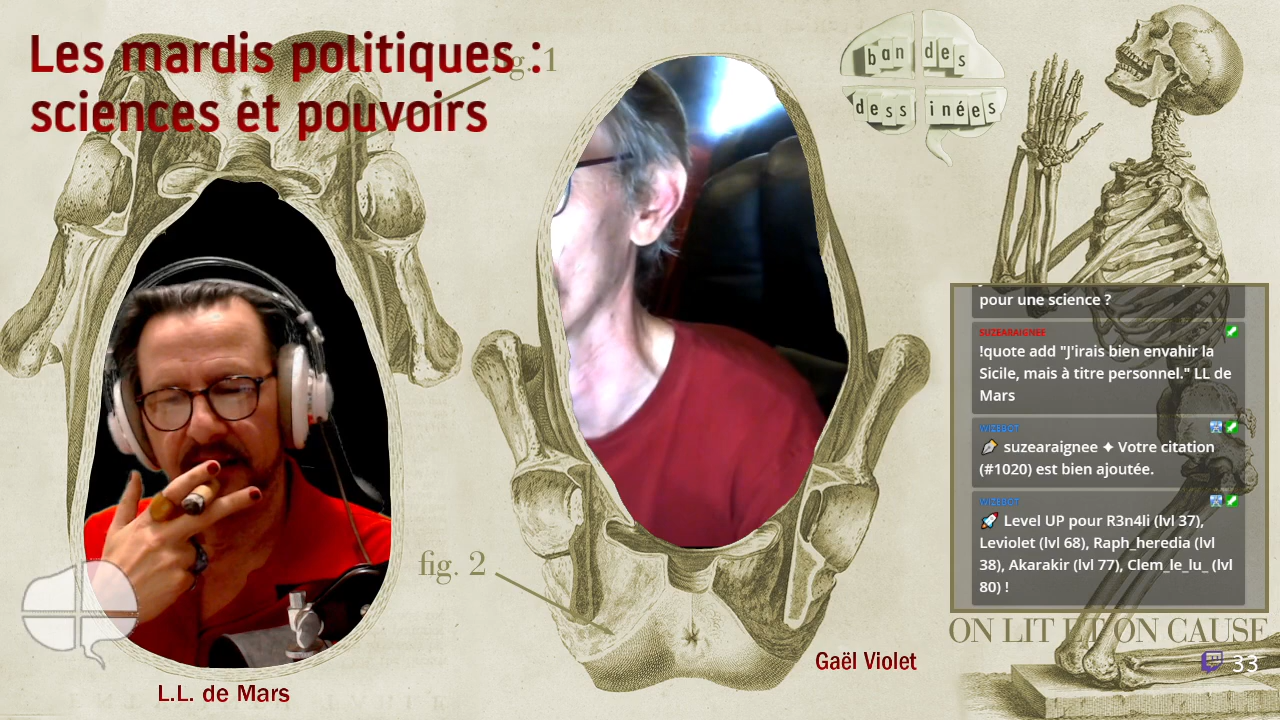 Les mardis politiques :
sciences et pouvoirs
fig. 1
ban des
dessinées
pour une science ?
SUZEARAIGNEE
!quote add "J'irais bien envahir la
Sicile, mais à titre personnel." LL de
Mars
WIZEBOT
suzearaignee ✦ Votre citation
(#1020) est bien ajoutée.
WIZEBOT
Level UP pour R3n4li (lvl 37),
Leviolet (lvl 68), Raph_heredia (lvl
38), Akarakir (lvl 77), Clem_le_lu_ (lvl
80) !
fig. 2
ON LIT ET ON CAUSE
33
Gaël Violet
L.L. de Mars